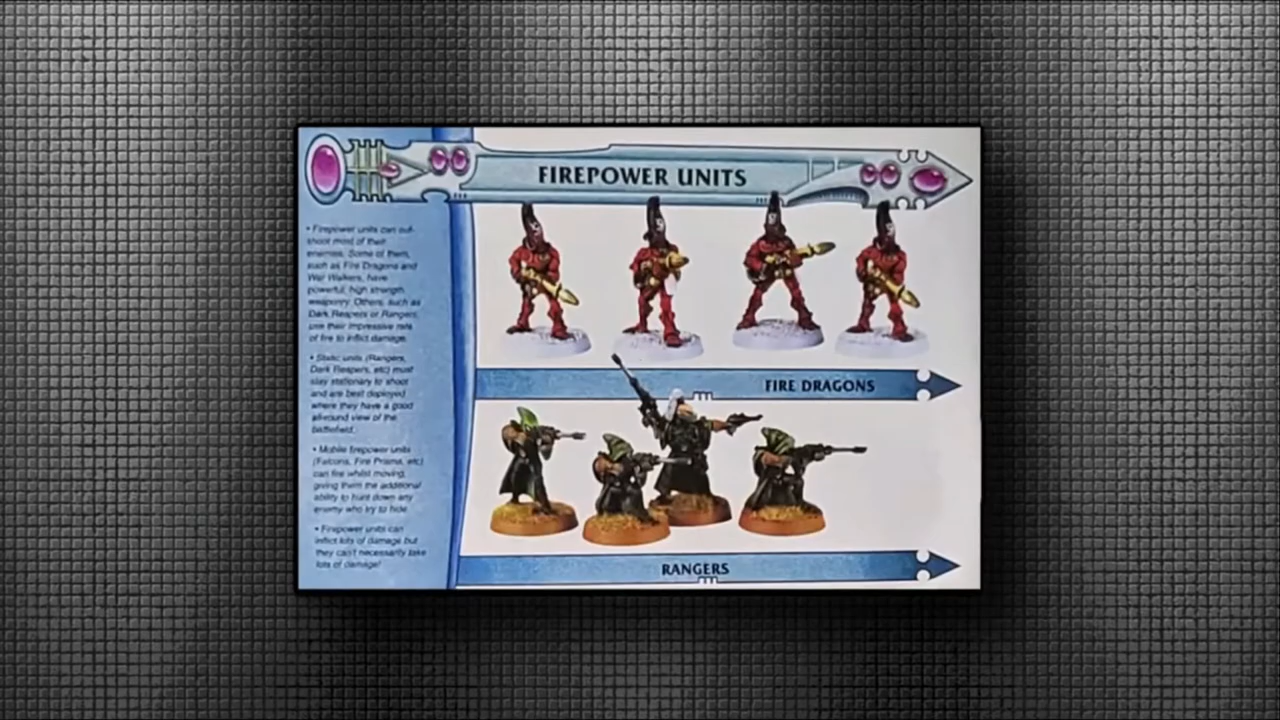 FIREPOWER UNITS
• Firepower units can out-
shoot most of their
enemies. Some of them,
such as Fire Dragons and
War Walkers, have
powerful, high strength
weaponry. Others, such as
Dark Reapers or Rangers,
use their impressive rate
of fire to inflict damage.
• Static units (Rangers,
Dark Reapers, etc) must
stay stationary to shoot
and are best deployed
where they have a good
all-round view of the
battlefield.
• Mobile firepower units
(Falcons, Fire Prisms, etc)
can fire whilst moving,
giving them the additional
ability to hunt down any
enemy who try to hide.
• Firepower units can
inflict lots of damage but
they can't necessarily take
lots of damage!
FIRE DRAGONS
RANGERS